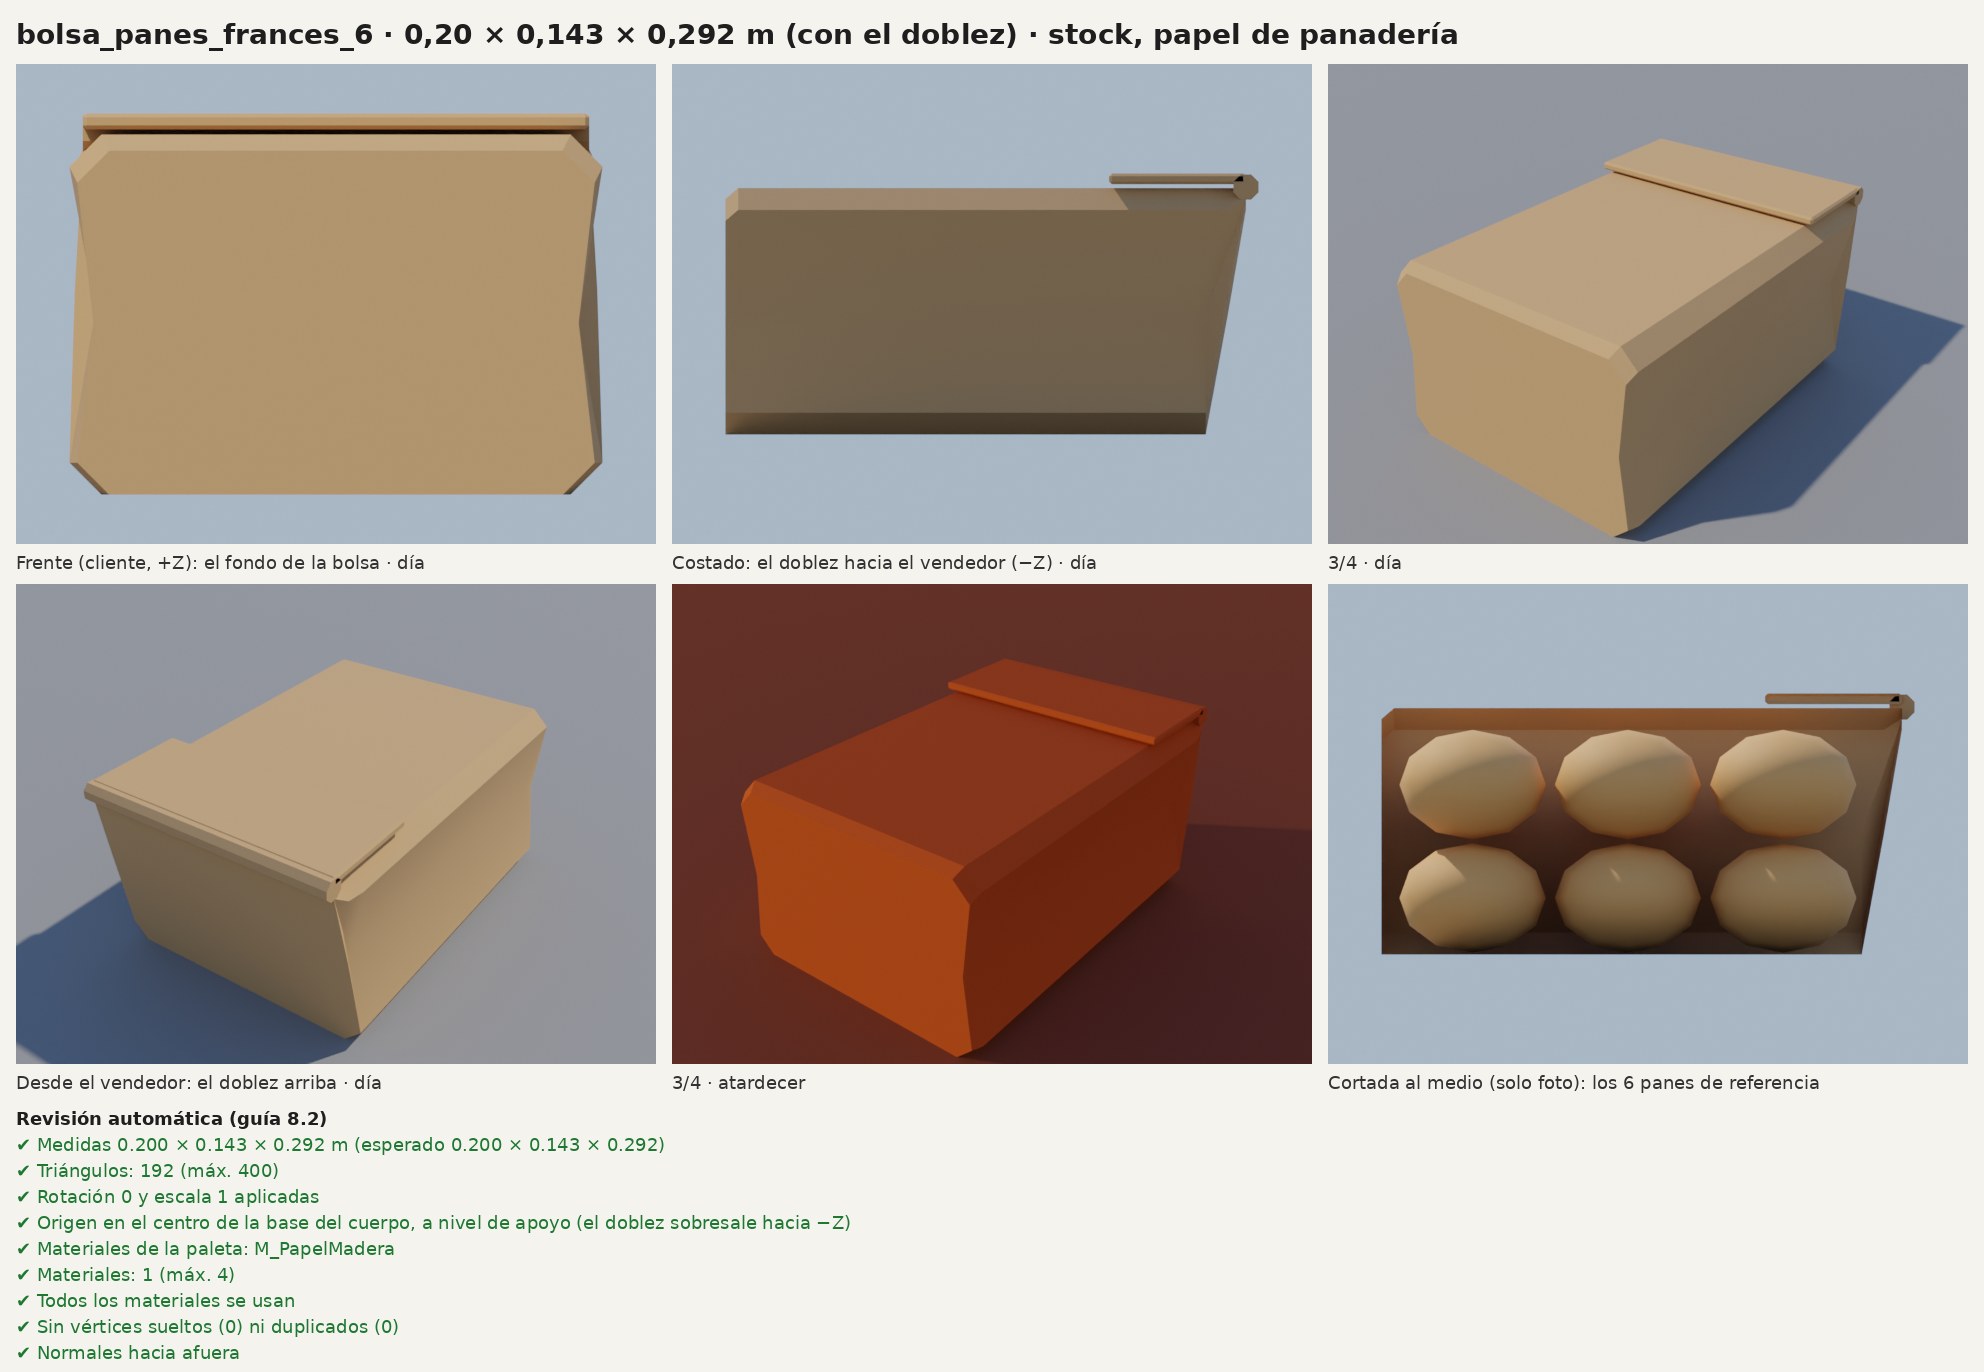 bolsa_panes_frances_6 · 0,20 × 0,143 × 0,292 m (con el doblez) · stock, papel de panadería
Frente (cliente, +Z): el fondo de la bolsa · día
Costado: el doblez hacia el vendedor (−Z) · día
3/4 · día
Desde el vendedor: el doblez arriba · día
3/4 · atardecer
Cortada al medio (solo foto): los 6 panes de referencia
Revisión automática (guía 8.2)
✔ Medidas 0.200 × 0.143 × 0.292 m (esperado 0.200 × 0.143 × 0.292)
✔ Triángulos: 192 (máx. 400)
✔ Rotación 0 y escala 1 aplicadas
✔ Origen en el centro de la base del cuerpo, a nivel de apoyo (el doblez sobresale hacia −Z)
✔ Materiales de la paleta: M_PapelMadera
✔ Materiales: 1 (máx. 4)
✔ Todos los materiales se usan
✔ Sin vértices sueltos (0) ni duplicados (0)
✔ Normales hacia afuera